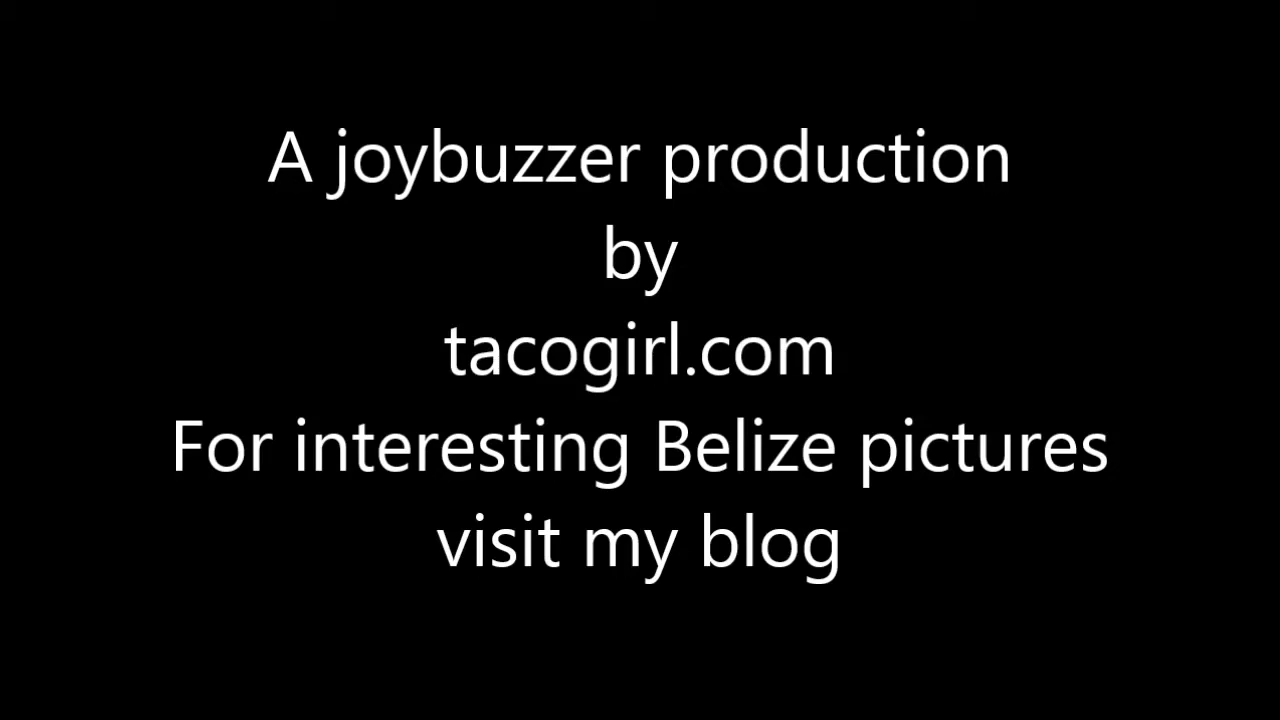 A joybuzzer production
by
tacogirl.com
For interesting Belize pictures
visit my blog